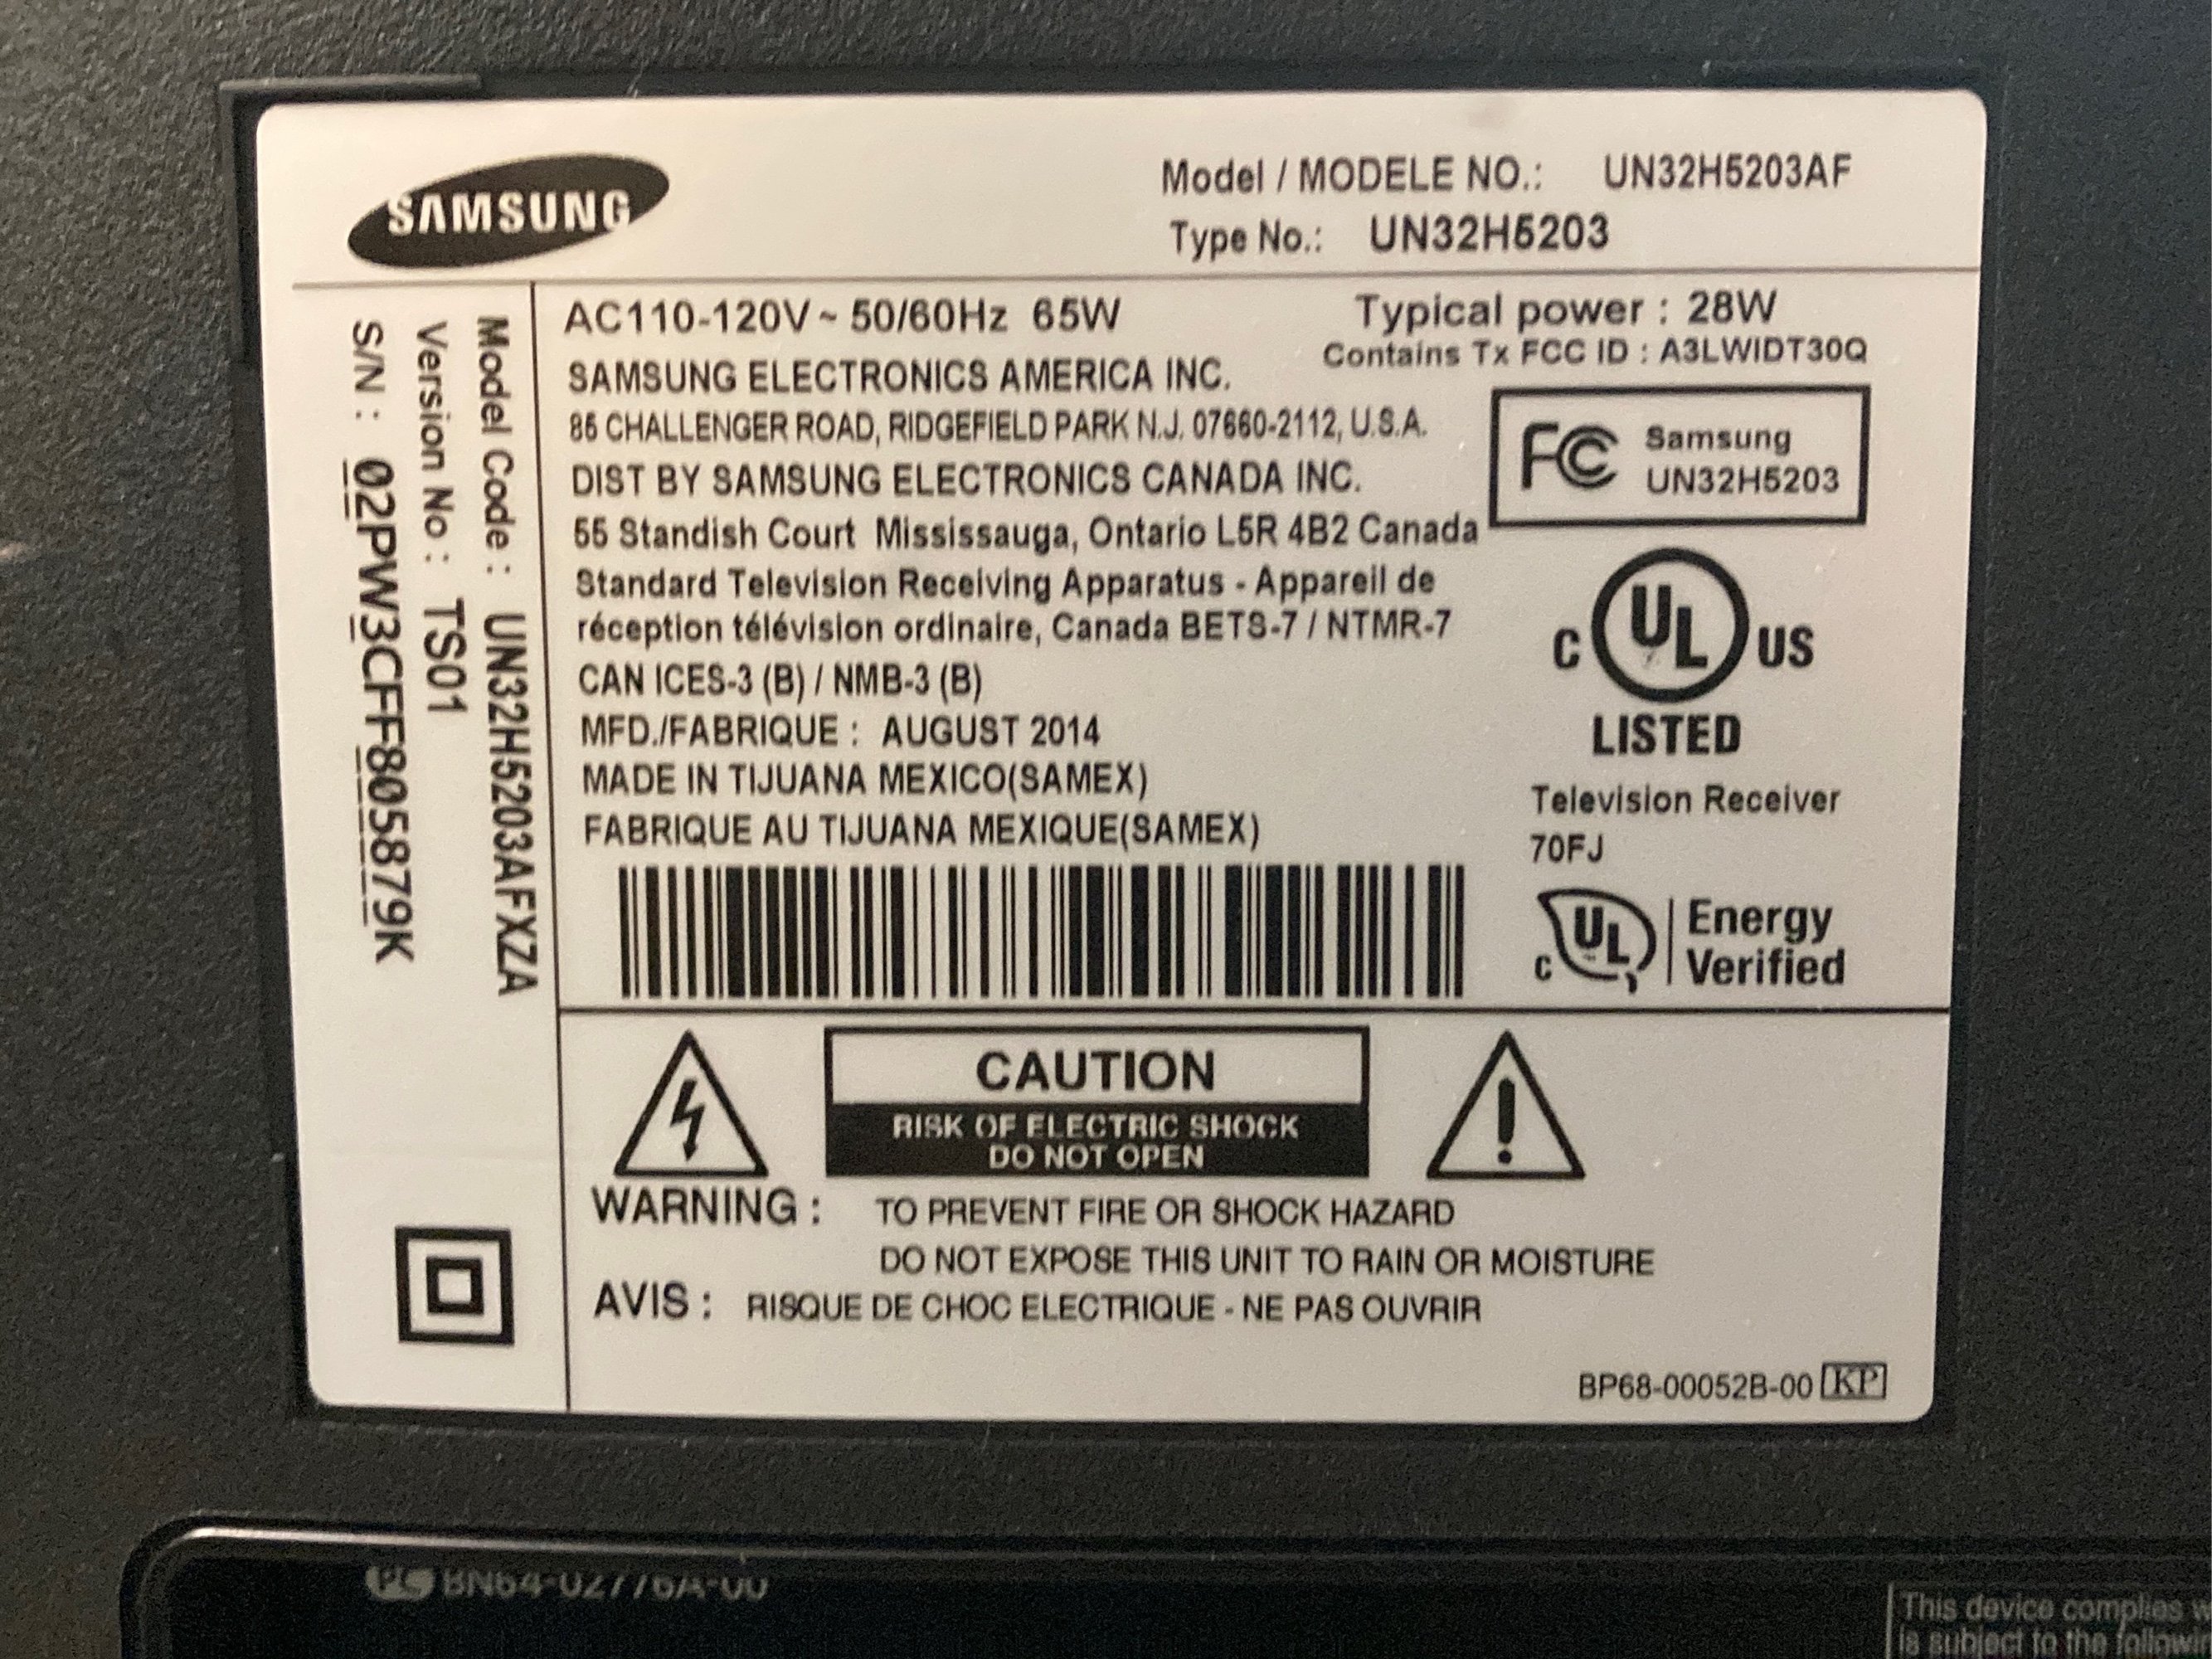 SAMSUNG
Model / MODELE NO.: UN32H5203AF
Type No.: UN32H5203
Model Code : UN32H5203AFXZA
Version No : TS01
S/N : 02PW3CFF805879K
AC110-120V ~ 50/60Hz 65W
Typical power : 28W
Contains Tx FCC ID : A3LWIDT30Q
SAMSUNG ELECTRONICS AMERICA INC.
85 CHALLENGER ROAD, RIDGEFIELD PARK N.J. 07660-2112, U.S.A.
DIST BY SAMSUNG ELECTRONICS CANADA INC.
55 Standish Court Mississauga, Ontario L5R 4B2 Canada
Standard Television Receiving Apparatus - Appareil de
réception télévision ordinaire, Canada BETS-7 / NTMR-7
CAN ICES-3 (B) / NMB-3 (B)
MFD./FABRIQUE : AUGUST 2014
MADE IN TIJUANA MEXICO(SAMEX)
FABRIQUE AU TIJUANA MEXIQUE(SAMEX)
FC Samsung
UN32H5203
C UL US
LISTED
Television Receiver
70FJ
C UL Energy
Verified
CAUTION
RISK OF ELECTRIC SHOCK
DO NOT OPEN
WARNING : TO PREVENT FIRE OR SHOCK HAZARD
DO NOT EXPOSE THIS UNIT TO RAIN OR MOISTURE
AVIS : RISQUE DE CHOC ELECTRIQUE - NE PAS OUVRIR
BP68-00052B-00 KP
PC BN64-02776A-00
This device complies
is subject to the